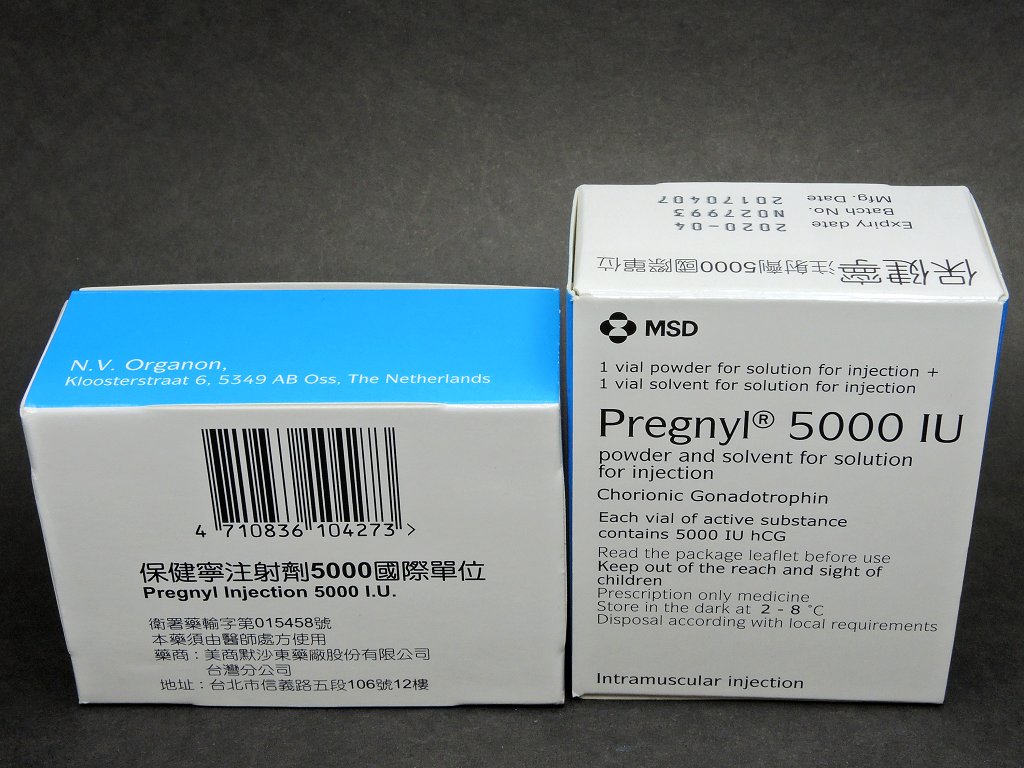 N.V. Organon,
Kloosterstraat 6, 5349 AB Oss, The Netherlands
4 710836 104273 >
保健寧注射劑5000國際單位
Pregnyl Injection 5000 I.U.
衛署藥輸字第015458號
本藥須由醫師處方使用
藥商：美商默沙東藥廠股份有限公司
台灣分公司
地址：台北市信義路五段106號12樓
保健寧注射劑5000國際單位
Expiry date 2020-04
Batch No. N027993
Mfg. Date 20170407
MSD
1 vial powder for solution for injection +
1 vial solvent for solution for injection
Pregnyl® 5000 IU
powder and solvent for solution
for injection
Chorionic Gonadotrophin
Each vial of active substance
contains 5000 IU hCG
Read the package leaflet before use
Keep out of the reach and sight of
children
Prescription only medicine
Store in the dark at 2 - 8 °C
Disposal according with local requirements
Intramuscular injection